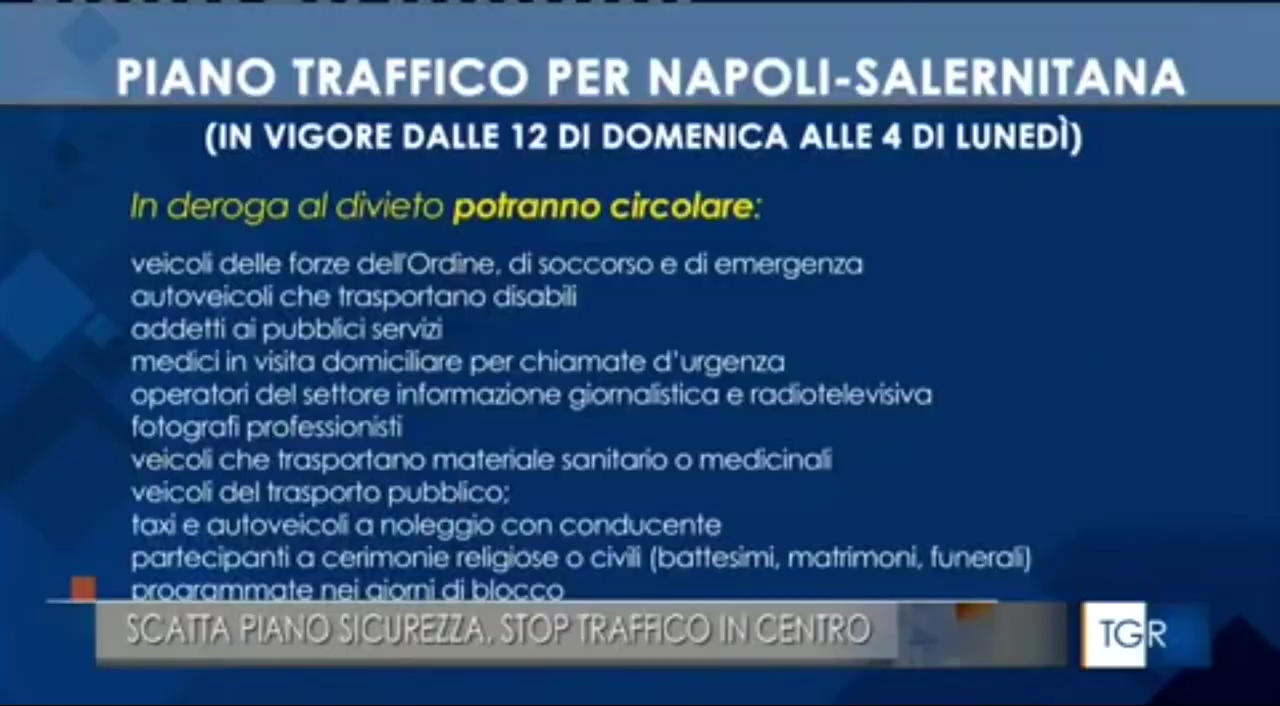 PIANO TRAFFICO PER NAPOLI-SALERNITANA
(IN VIGORE DALLE 12 DI DOMENICA ALLE 4 DI LUNEDÌ)
In deroga al divieto potranno circolare:
veicoli delle forze dell'Ordine, di soccorso e di emergenza
autoveicoli che trasportano disabili
addetti ai pubblici servizi
medici in visita domiciliare per chiamate d'urgenza
operatori del settore informazione giornalistica e radiotelevisiva
fotografi professionisti
veicoli che trasportano materiale sanitario o medicinali
veicoli del trasporto pubblico;
taxi e autoveicoli a noleggio con conducente
partecipanti a cerimonie religiose o civili (battesimi, matrimoni, funerali)
programmate nei giorni di blocco
SCATTA PIANO SICUREZZA, STOP TRAFFICO IN CENTRO
TGR